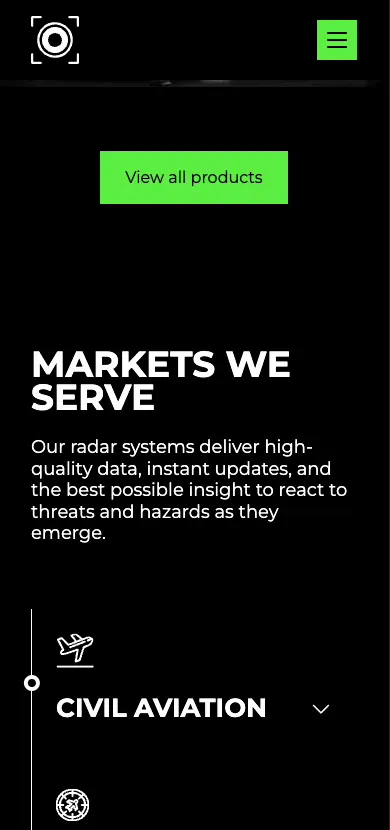 View all products
MARKETS WE
SERVE
Our radar systems deliver high-
quality data, instant updates, and
the best possible insight to react to
threats and hazards as they
emerge.
CIVIL AVIATION